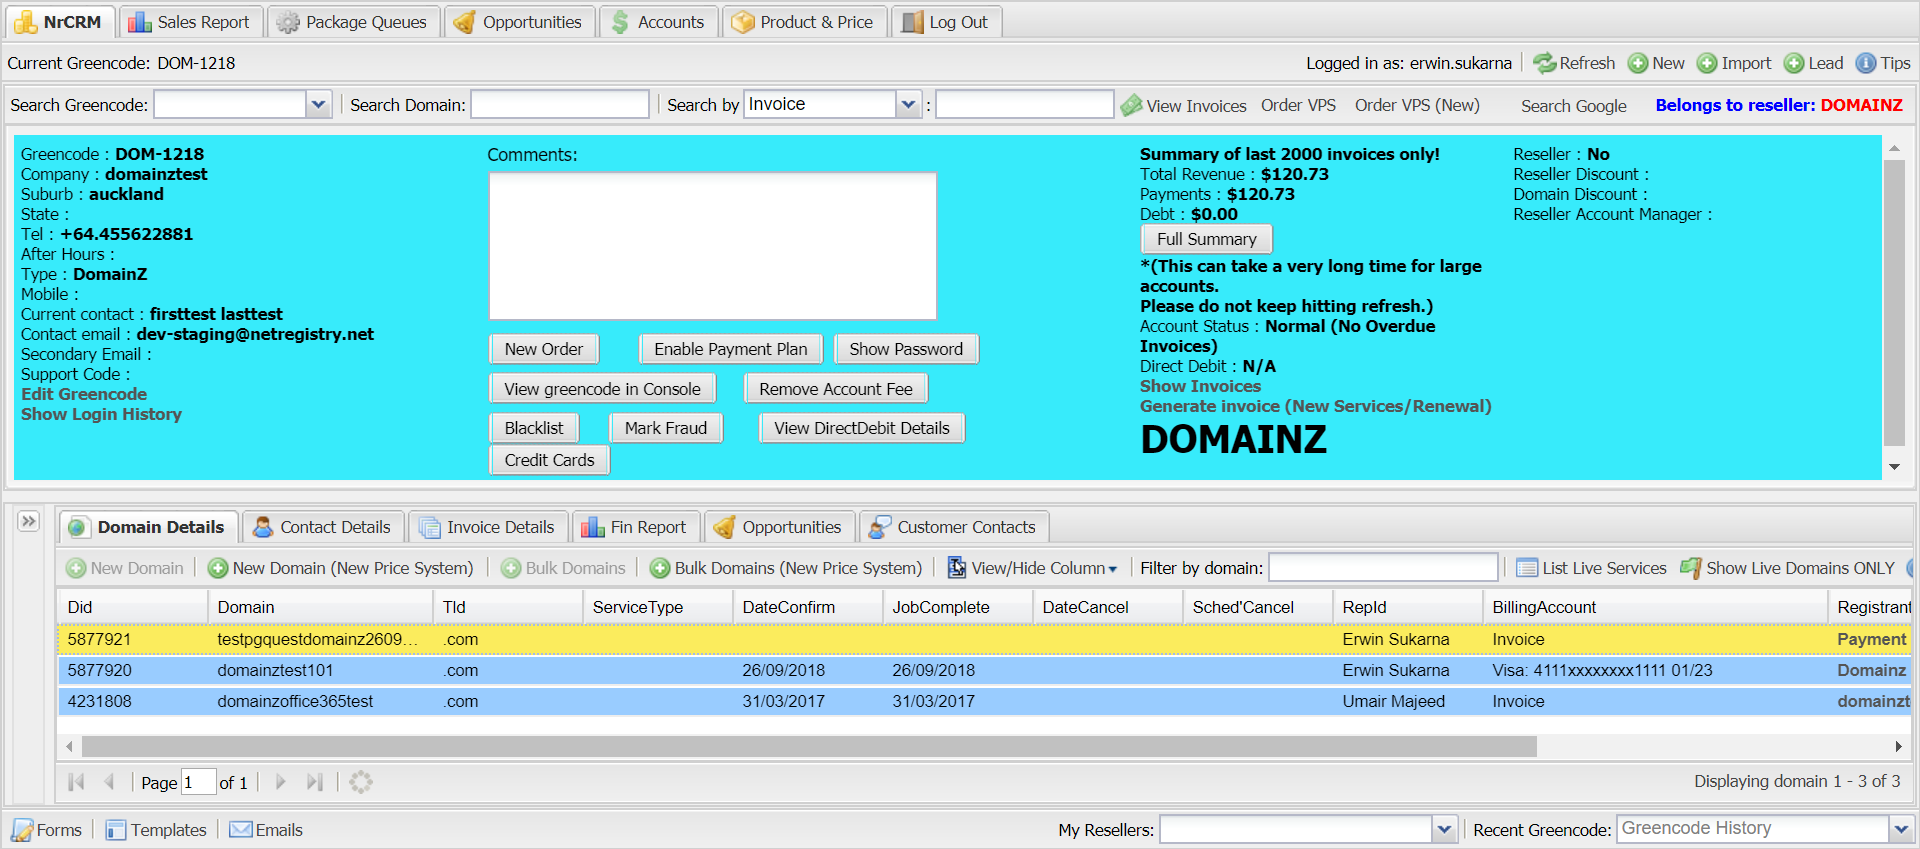 NrCRM Sales Report Package Queues Opportunities Accounts Product & Price Log Out
Current Greencode: DOM-1218 Logged in as: erwin.sukarna Refresh New Import Lead Tips
Search Greencode: Search Domain: Search by Invoice : View Invoices Order VPS Order VPS (New) Search Google Belongs to reseller: DOMAINZ
Greencode : DOM-1218
Company : domainztest
Suburb : auckland
State :
Tel : +64.455622881
After Hours :
Type : DomainZ
Mobile :
Current contact : firsttest lasttest
Contact email : dev-staging@netregistry.net
Secondary Email :
Support Code :
Edit Greencode
Show Login History
Comments:
New Order Enable Payment Plan Show Password
View greencode in Console Remove Account Fee
Blacklist Mark Fraud View DirectDebit Details
Credit Cards
Summary of last 2000 invoices only!
Total Revenue : $120.73
Payments : $120.73
Debt : $0.00
Full Summary
*(This can take a very long time for large
accounts.
Please do not keep hitting refresh.)
Account Status : Normal (No Overdue
Invoices)
Direct Debit : N/A
Show Invoices
Generate invoice (New Services/Renewal)
DOMAINZ
Reseller : No
Reseller Discount :
Domain Discount :
Reseller Account Manager :
Domain Details Contact Details Invoice Details Fin Report Opportunities Customer Contacts
New Domain New Domain (New Price System) Bulk Domains Bulk Domains (New Price System) View/Hide Column Filter by domain: List Live Services Show Live Domains ONLY
Did Domain Tld ServiceType DateConfirm JobComplete DateCancel Sched'Cancel RepId BillingAccount Registrant
5877921 testpgquestdomainz2609... .com Erwin Sukarna Invoice Payment
5877920 domainztest101 .com 26/09/2018 26/09/2018 Erwin Sukarna Visa: 4111xxxxxxxx1111 01/23 Domainz
4231808 domainzoffice365test .com 31/03/2017 31/03/2017 Umair Majeed Invoice domainzt
Page 1 of 1 Displaying domain 1 - 3 of 3
Forms Templates Emails My Resellers: Recent Greencode: Greencode History